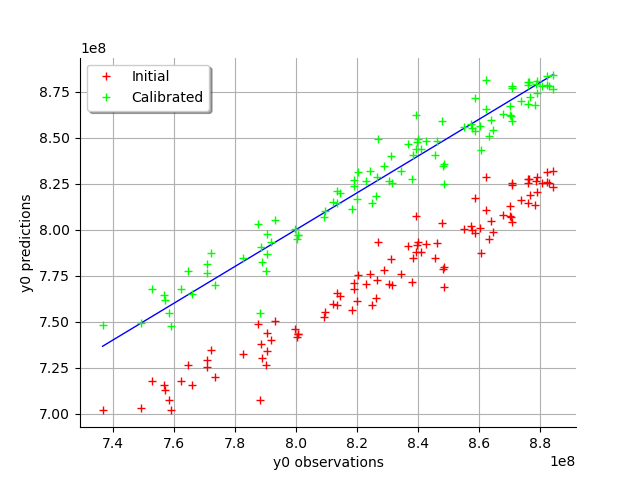 1e8
Initial
Calibrated
8.75
8.50
8.25
8.00
7.75
7.50
7.25
7.00
y0 predictions
7.4 7.6 7.8 8.0 8.2 8.4 8.6 8.8
y0 observations
1e8